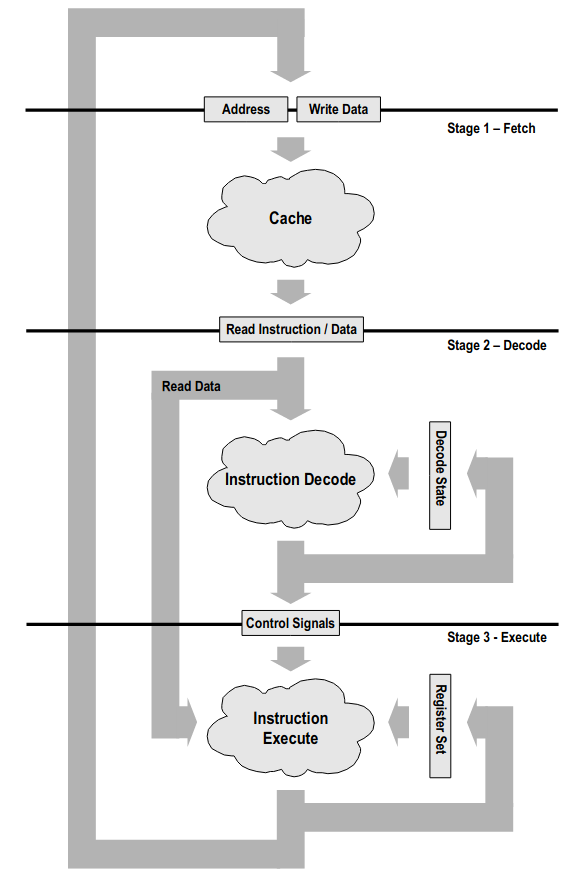 Address
Write Data
Stage 1 – Fetch
Cache
Read Instruction / Data
Stage 2 – Decode
Read Data
Instruction Decode
Decode State
Control Signals
Stage 3 - Execute
Instruction
Execute
Register Set